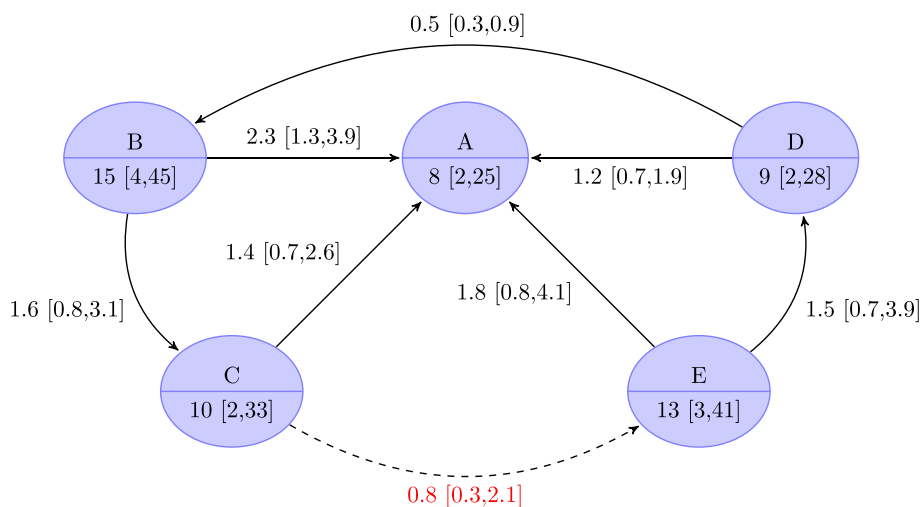 0.5 [0.3,0.9]
B
15 [4,45]
2.3 [1.3,3.9]
A
8 [2,25]
1.2 [0.7,1.9]
D
9 [2,28]
1.4 [0.7,2.6]
1.8 [0.8,4.1]
1.6 [0.8,3.1]
1.5 [0.7,3.9]
C
10 [2,33]
E
13 [3,41]
0.8 [0.3,2.1]